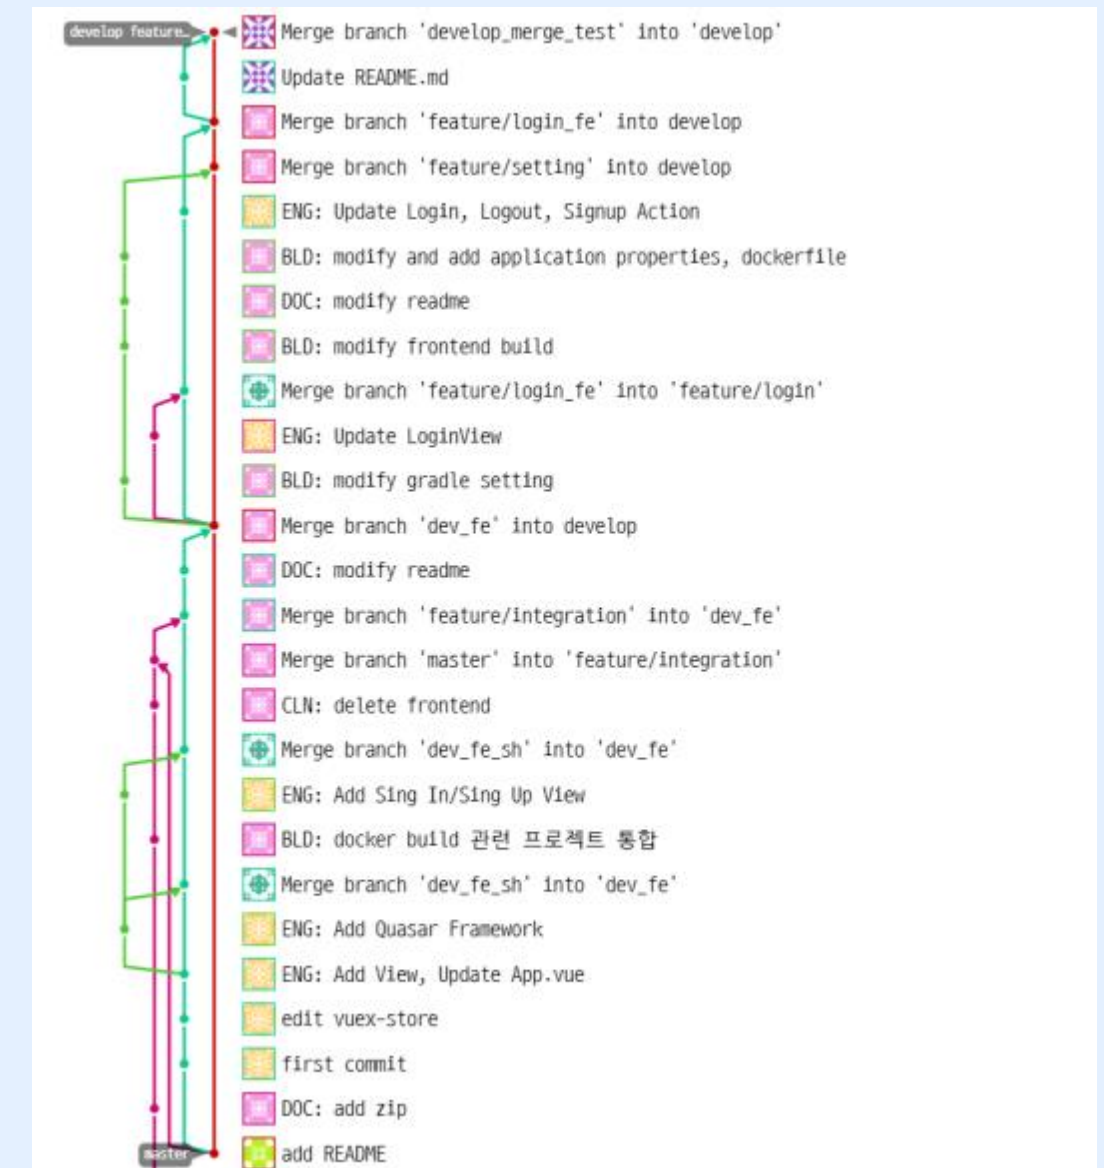 develop feature…
Merge branch 'develop_merge_test' into 'develop'
Update README.md
Merge branch 'feature/login_fe' into develop
Merge branch 'feature/setting' into develop
ENG: Update Login, Logout, Signup Action
BLD: modify and add application properties, dockerfile
DOC: modify readme
BLD: modify frontend build
Merge branch 'feature/login_fe' into 'feature/login'
ENG: Update LoginView
BLD: modify gradle setting
Merge branch 'dev_fe' into develop
DOC: modify readme
Merge branch 'feature/integration' into 'dev_fe'
Merge branch 'master' into 'feature/integration'
CLN: delete frontend
Merge branch 'dev_fe_sh' into 'dev_fe'
ENG: Add Sing In/Sing Up View
BLD: docker build 관련 프로젝트 통합
Merge branch 'dev_fe_sh' into 'dev_fe'
ENG: Add Quasar Framework
ENG: Add View, Update App.vue
edit vuex-store
first commit
DOC: add zip
master
add README